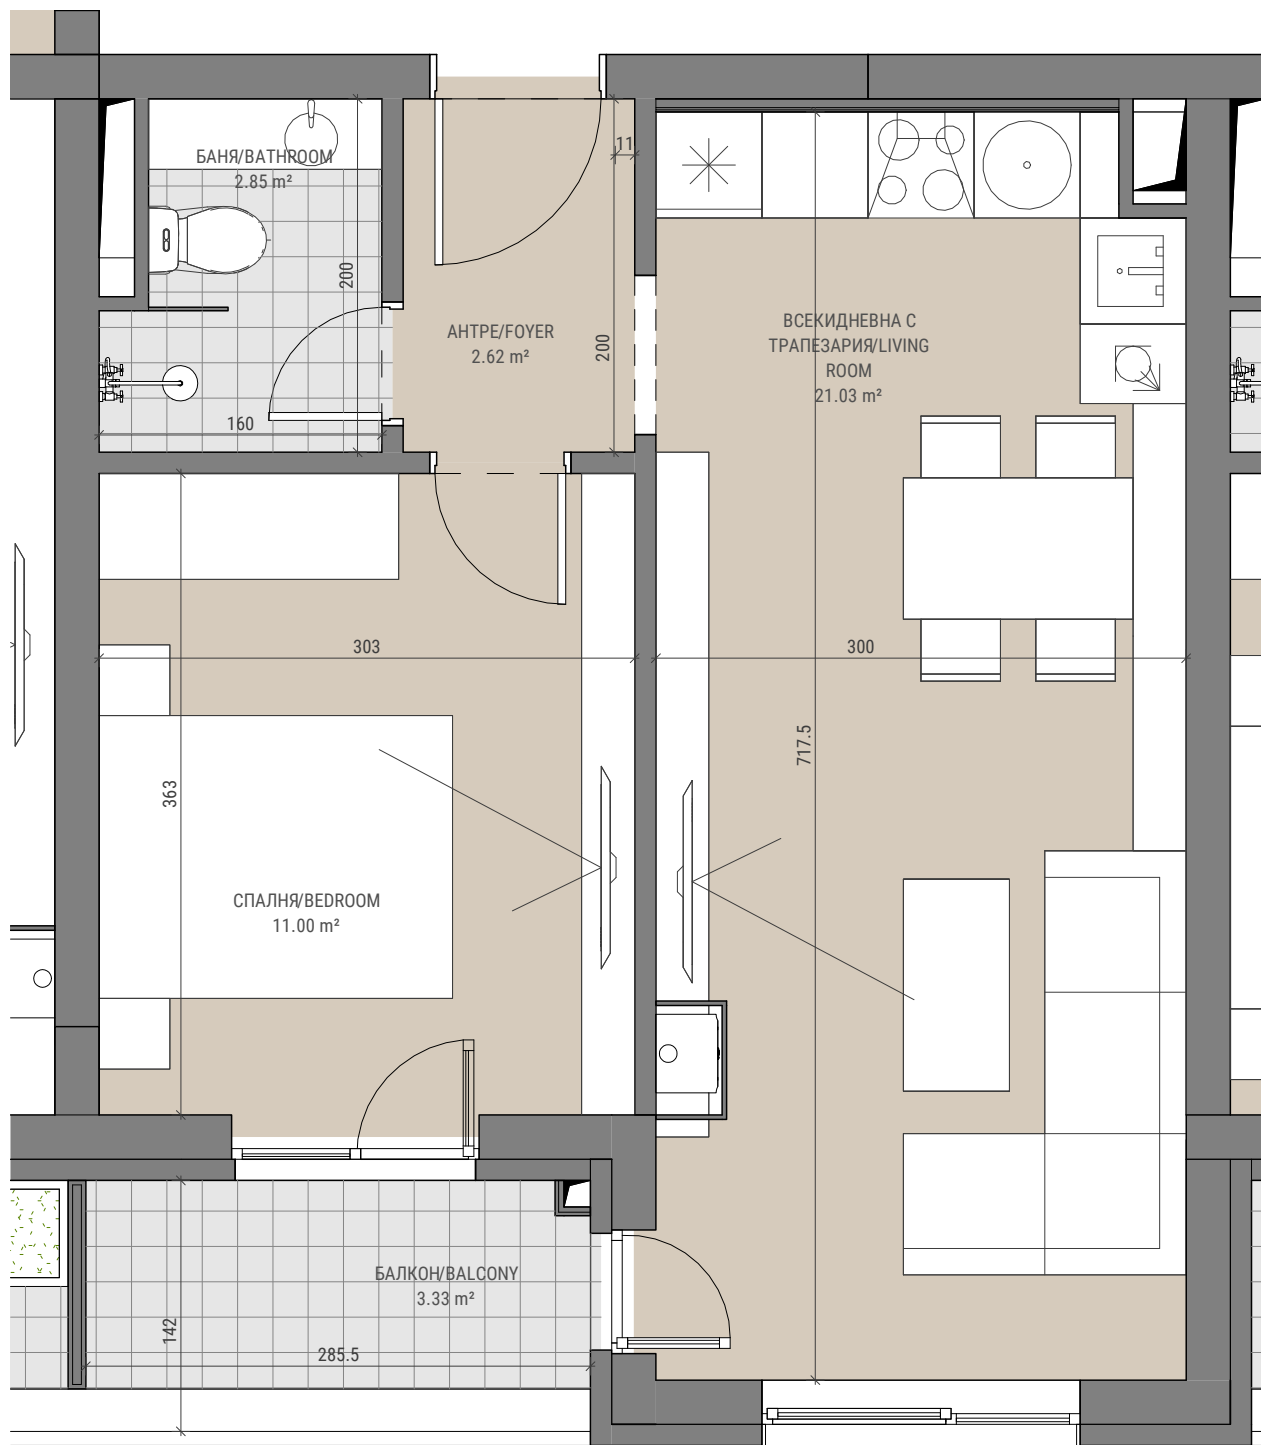 11
БАНЯ/BATHROOM
2.85 m²
200
АНТРЕ/FOYER
2.62 m²
200
ВСЕКИДНЕВНА С
ТРАПЕЗАРИЯ/LIVING
ROOM
21.03 m²
160
303
300
717.5
363
СПАЛНЯ/BEDROOM
11.00 m²
БАЛКОН/BALCONY
3.33 m²
142
285.5